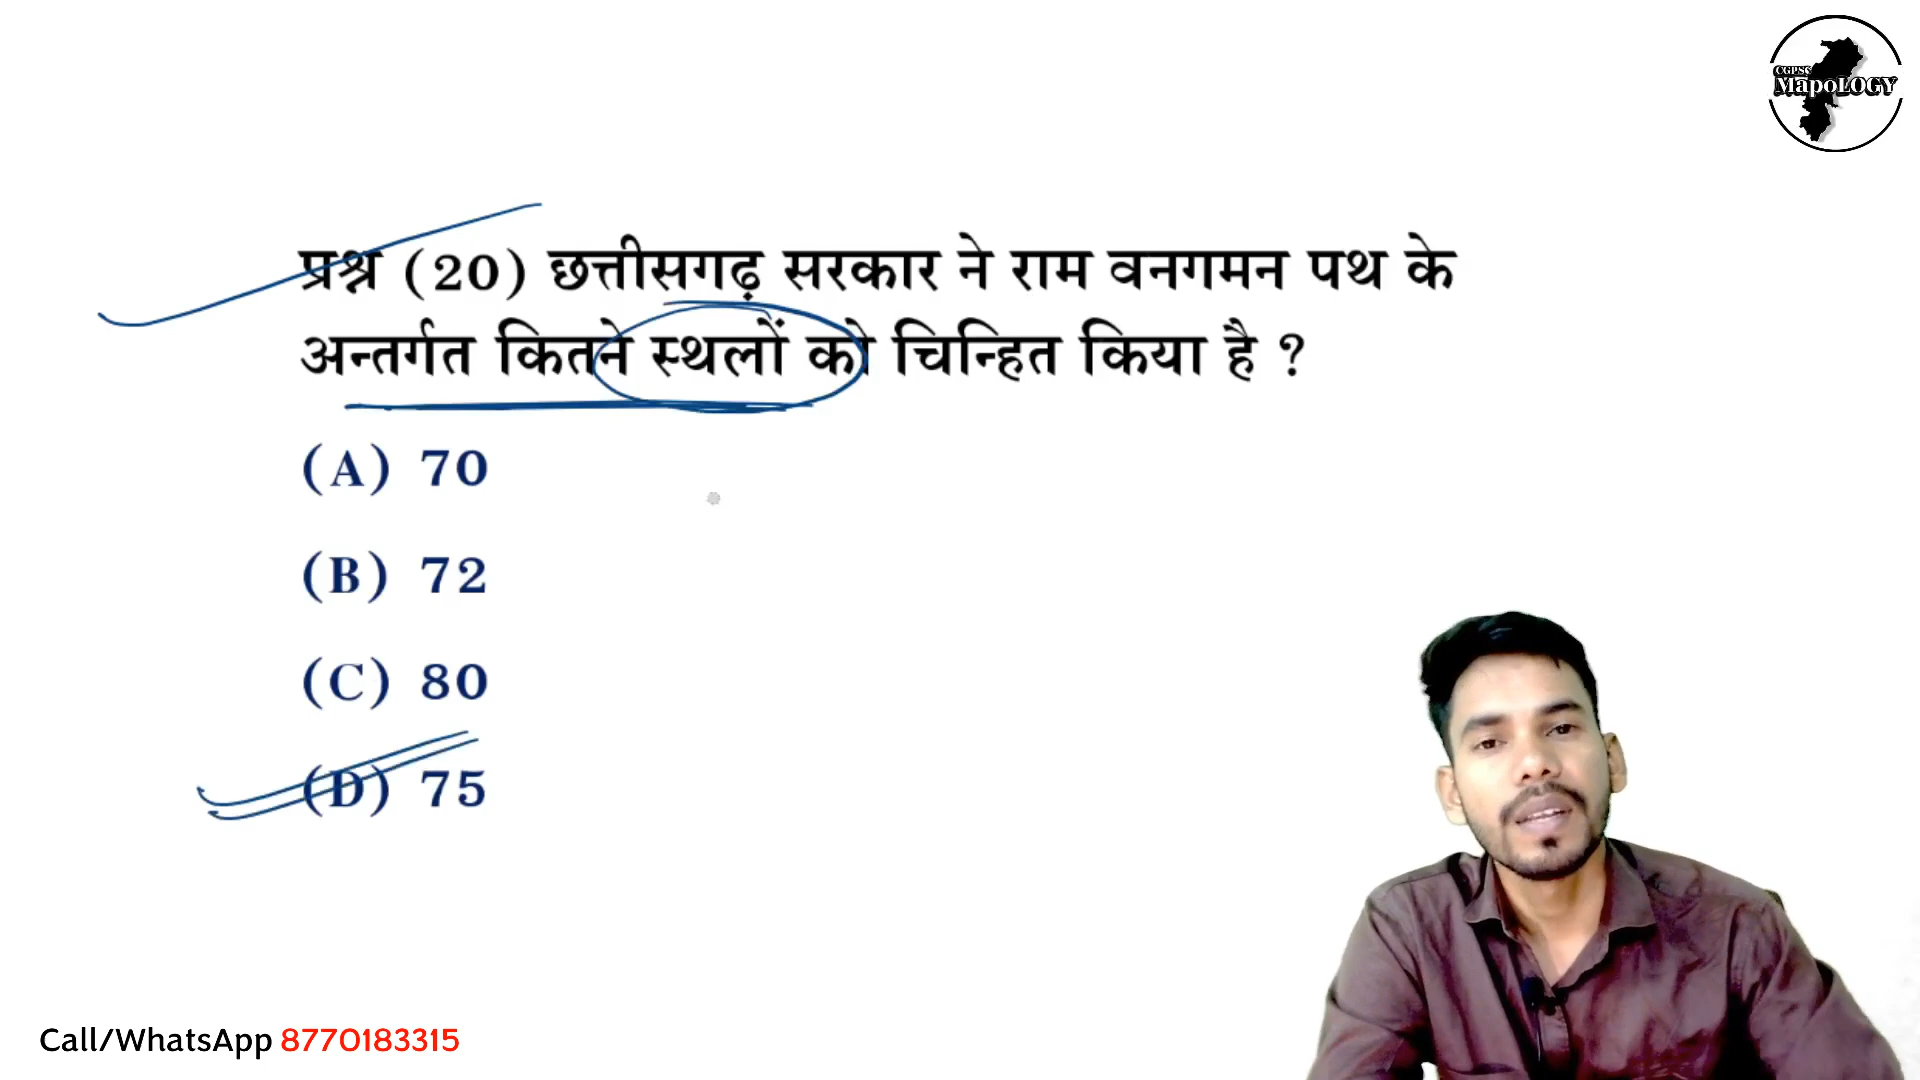 CGPSC
MapoLOGY
प्रश्न (20) छत्तीसगढ़ सरकार ने राम वनगमन पथ के
अन्तर्गत कितने स्थलों को चिन्हित किया है ?
(A) 70
(B) 72
(C) 80
(D) 75
Call/WhatsApp 8770183315